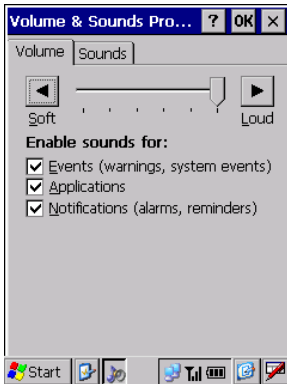 Volume & Sounds Pro... ? OK ×
Volume Sounds
Soft Loud
Enable sounds for:
Events (warnings, system events)
Applications
Notifications (alarms, reminders)
Start